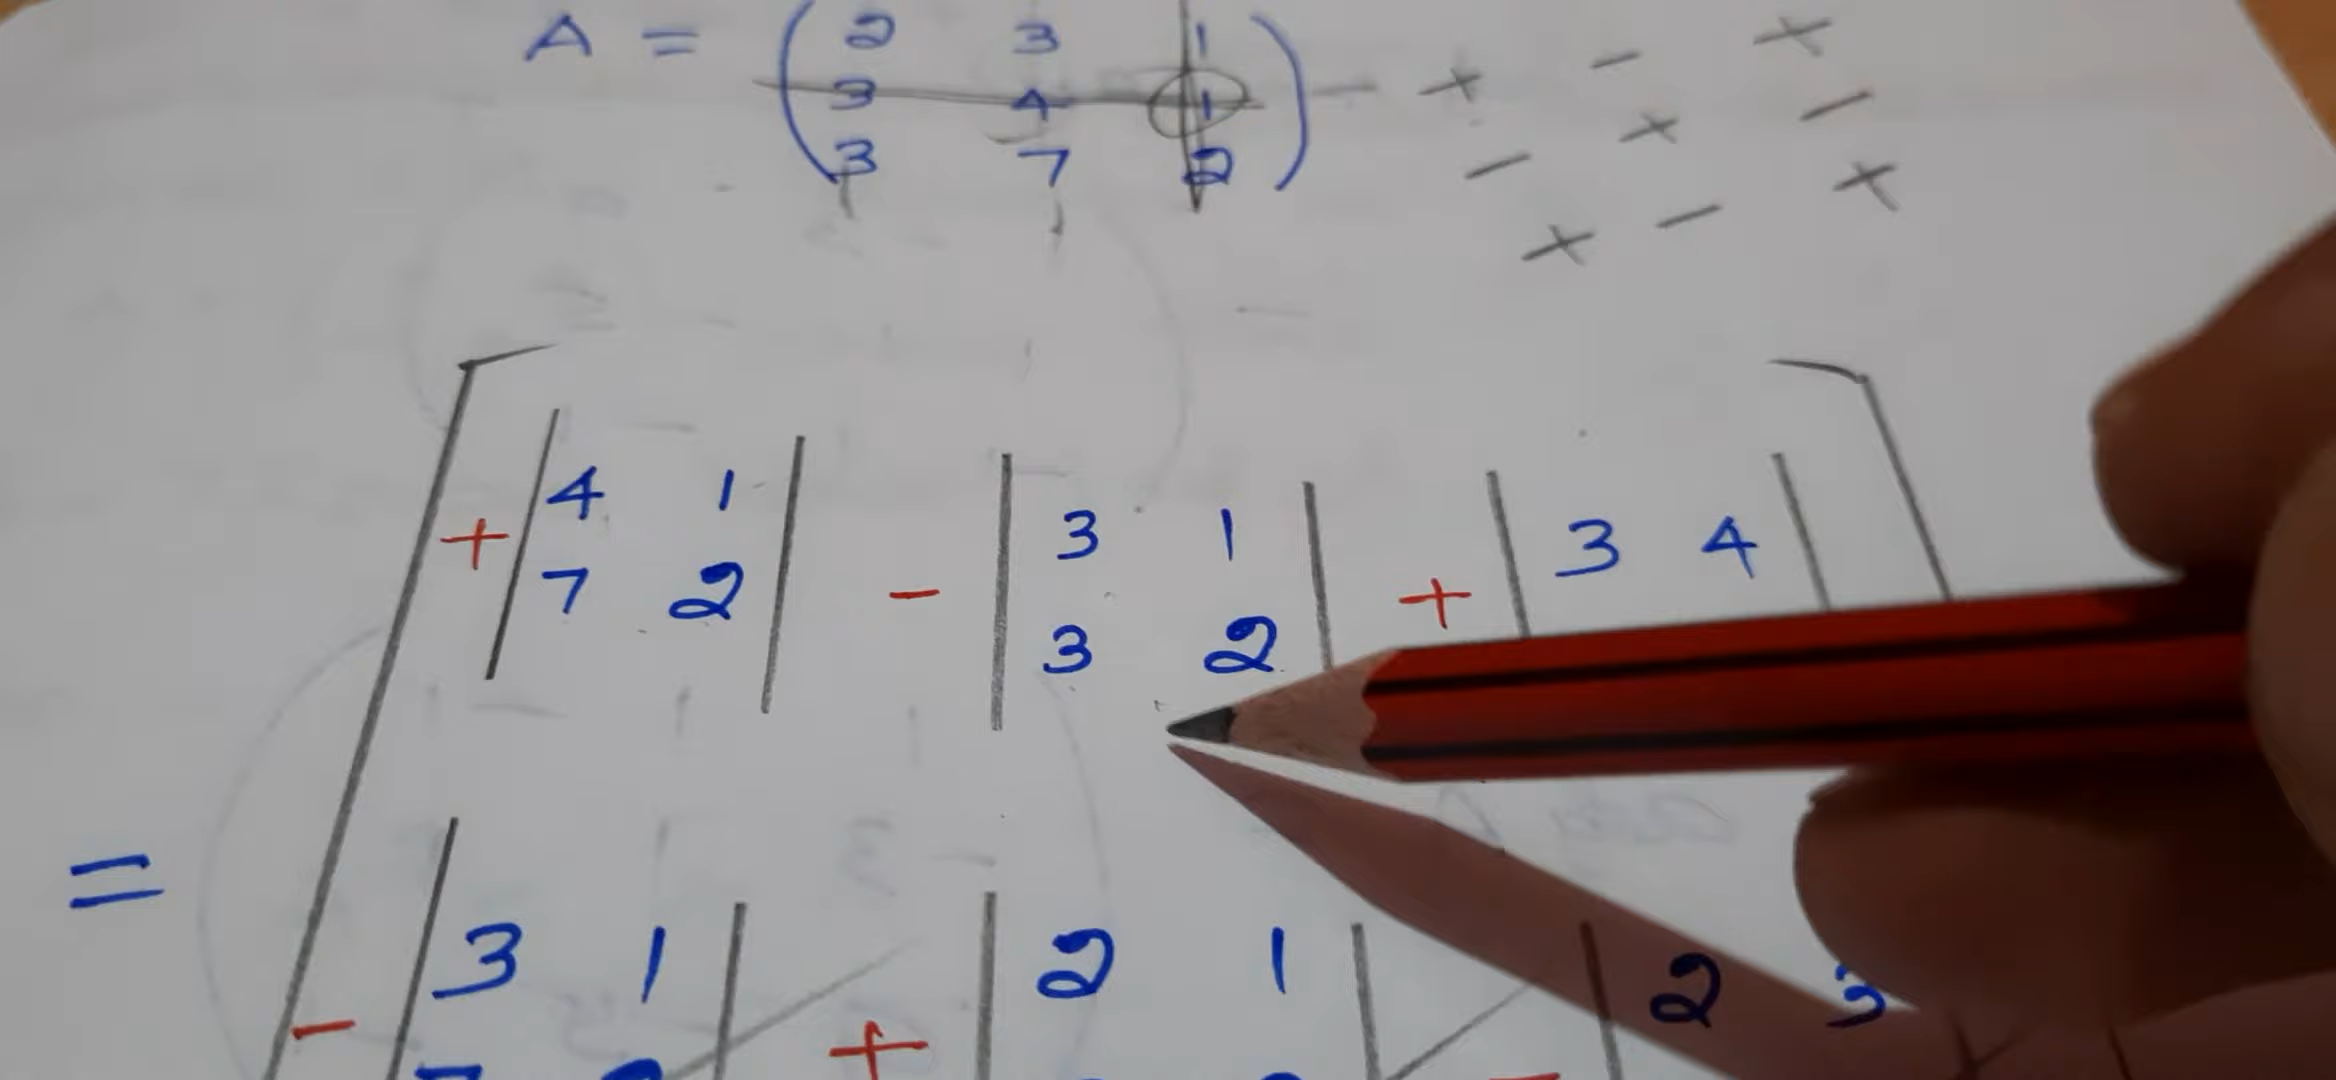 A = ( 2 3 1 ) + - +
3 4 1 - + -
3 7 2 + - +
+ | 4 1 | - | 3 1 | + | 3 4 |
7 2 3 2
=
- | 3 1 | + | 2 1 | - | 2 3